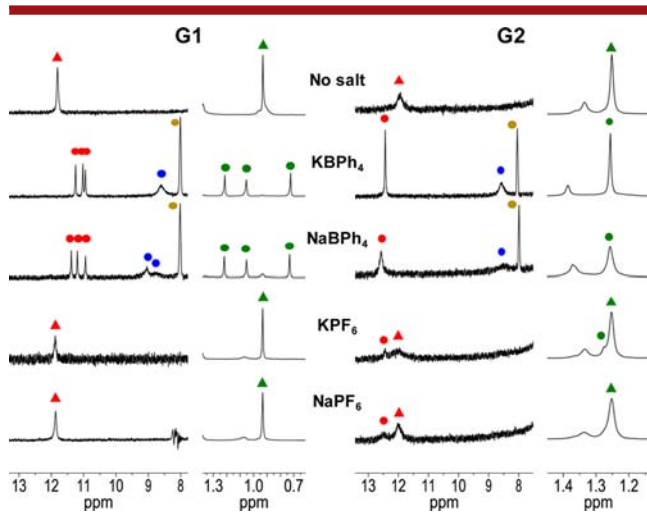 G1 G2
No salt
KBPh4
NaBPh4
KPF6
NaPF6
13 12 11 10 9 8 1.3 1.0 0.7 13 12 11 10 9 8 1.4 1.3 1.2
ppm ppm ppm ppm